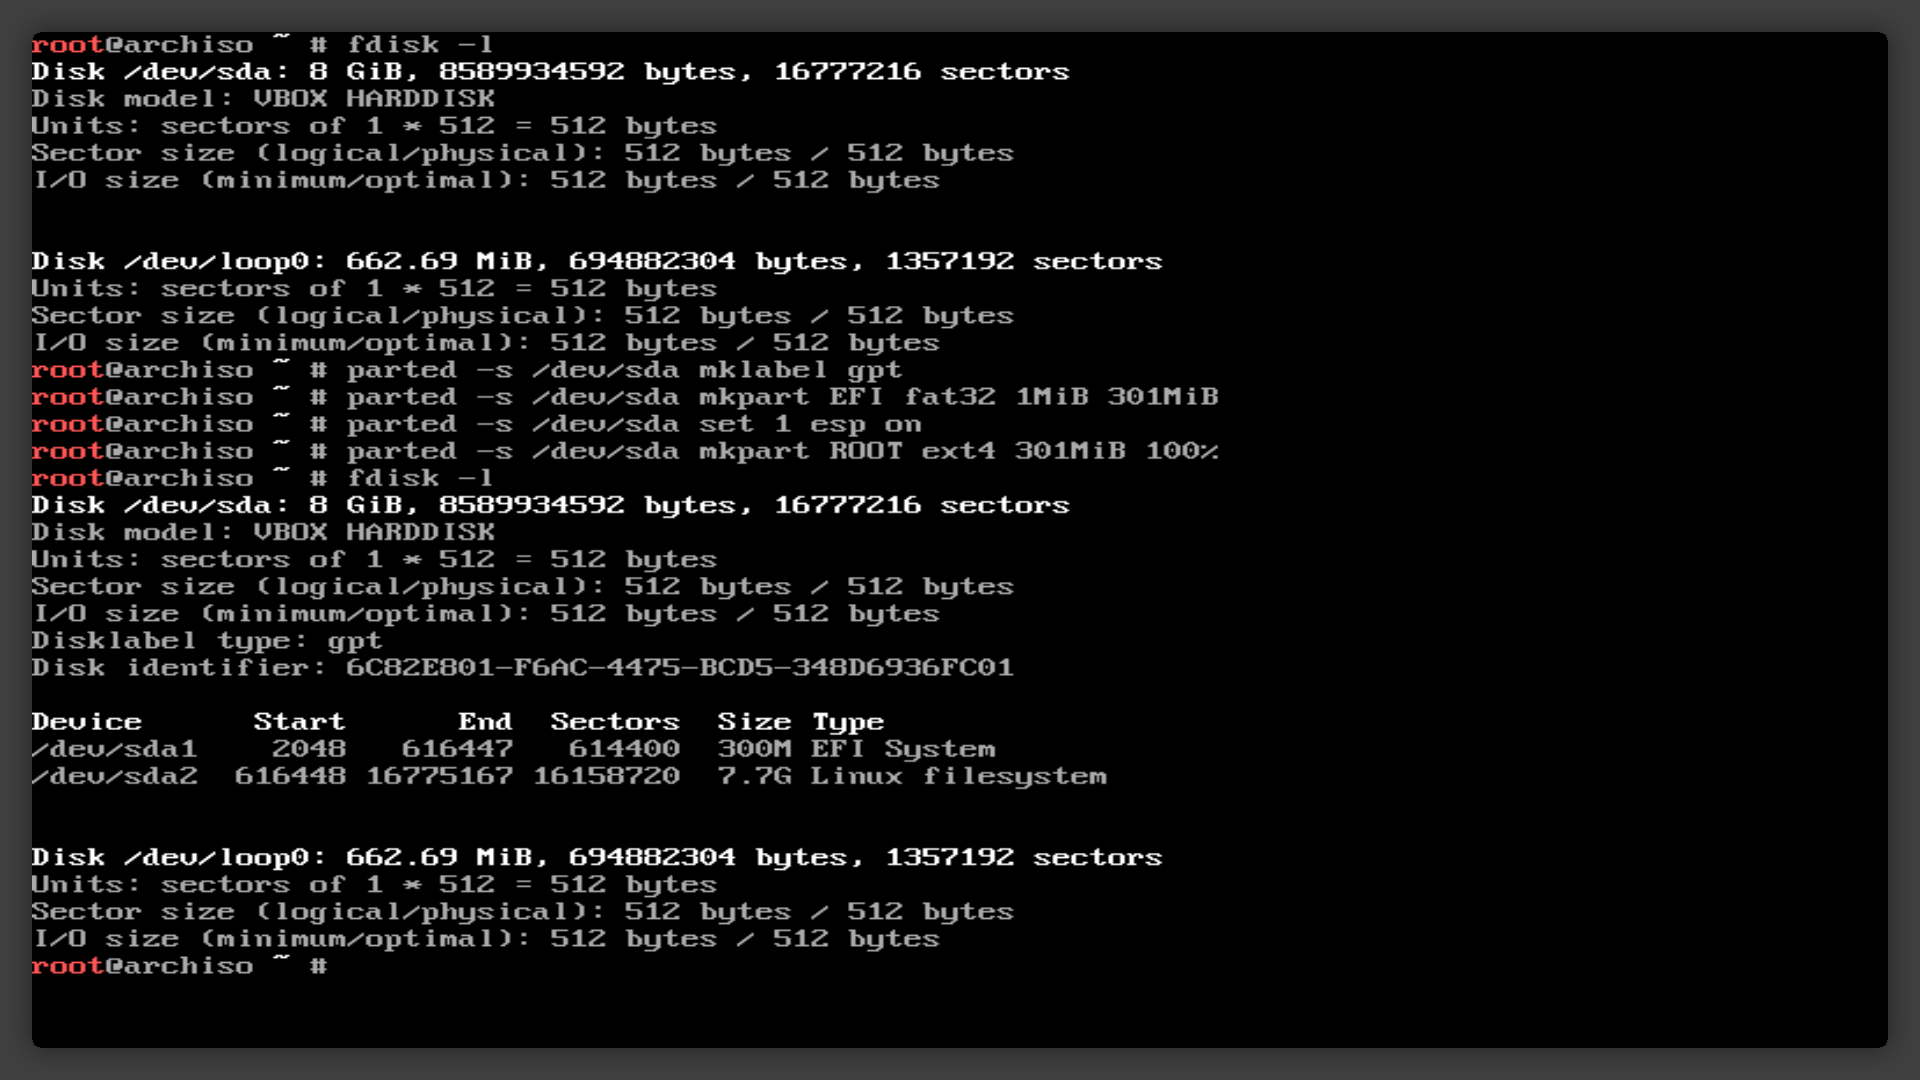 root@archiso ~ # fdisk -l
Disk /dev/sda: 8 GiB, 8589934592 bytes, 16777216 sectors
Disk model: VBOX HARDDISK
Units: sectors of 1 * 512 = 512 bytes
Sector size (logical/physical): 512 bytes / 512 bytes
I/O size (minimum/optimal): 512 bytes / 512 bytes
Disk /dev/loop0: 662.69 MiB, 694882304 bytes, 1357192 sectors
Units: sectors of 1 * 512 = 512 bytes
Sector size (logical/physical): 512 bytes / 512 bytes
I/O size (minimum/optimal): 512 bytes / 512 bytes
root@archiso ~ # parted -s /dev/sda mklabel gpt
root@archiso ~ # parted -s /dev/sda mkpart EFI fat32 1MiB 301MiB
root@archiso ~ # parted -s /dev/sda set 1 esp on
root@archiso ~ # parted -s /dev/sda mkpart ROOT ext4 301MiB 100%
root@archiso ~ # fdisk -l
Disk /dev/sda: 8 GiB, 8589934592 bytes, 16777216 sectors
Disk model: VBOX HARDDISK
Units: sectors of 1 * 512 = 512 bytes
Sector size (logical/physical): 512 bytes / 512 bytes
I/O size (minimum/optimal): 512 bytes / 512 bytes
Disklabel type: gpt
Disk identifier: 6C82E801-F6AC-4475-BCD5-348D6936FC01
Device Start End Sectors Size Type
/dev/sda1 2048 616447 614400 300M EFI System
/dev/sda2 616448 16775167 16158720 7.7G Linux filesystem
Disk /dev/loop0: 662.69 MiB, 694882304 bytes, 1357192 sectors
Units: sectors of 1 * 512 = 512 bytes
Sector size (logical/physical): 512 bytes / 512 bytes
I/O size (minimum/optimal): 512 bytes / 512 bytes
root@archiso ~ #